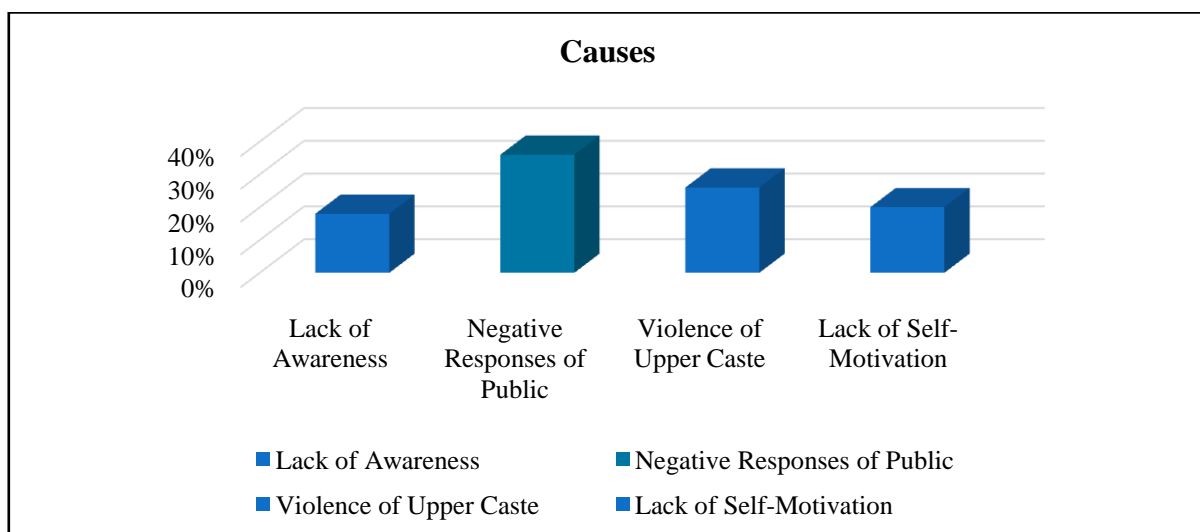 Causes
40%
30%
20%
10%
0%
Lack of
Awareness
Negative
Responses of
Public
Violence of
Upper Caste
Lack of Self-
Motivation
Lack of Awareness
Negative Responses of Public
Violence of Upper Caste
Lack of Self-Motivation